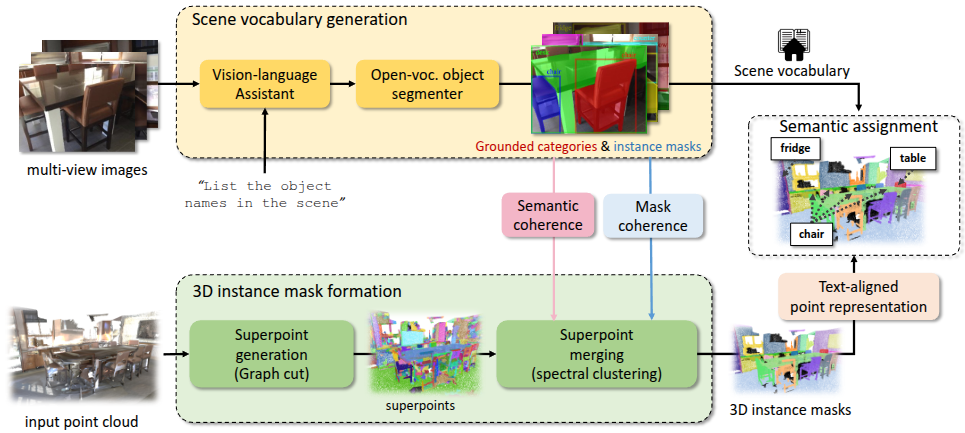 Scene vocabulary generation
Vision-language
Assistant
Open-voc. object
segmenter
chair
Grounded categories & instance masks
multi-view images
"List the object
names in the scene"
Scene vocabulary
Semantic assignment
fridge
table
chair
Semantic
coherence
Mask
coherence
Text-aligned
point representation
3D instance mask formation
Superpoint
generation
(Graph cut)
superpoints
Superpoint
merging
(spectral clustering)
input point cloud
3D instance masks